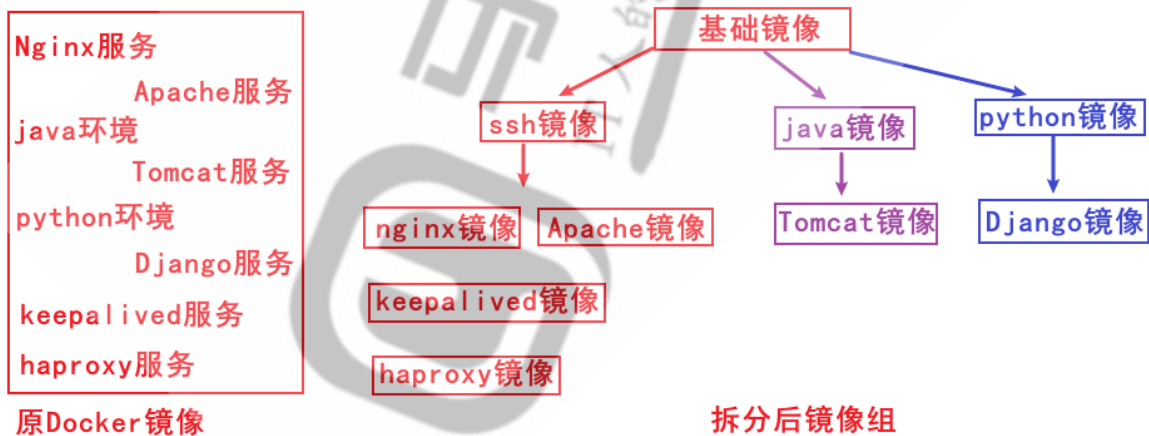 Nginx服务
Apache服务
java环境
Tomcat服务
python环境
Django服务
keepalived服务
haproxy服务
原Docker镜像
基础镜像
ssh镜像
java镜像
python镜像
nginx镜像
Apache镜像
Tomcat镜像
Django镜像
keepalived镜像
haproxy镜像
拆分后镜像组